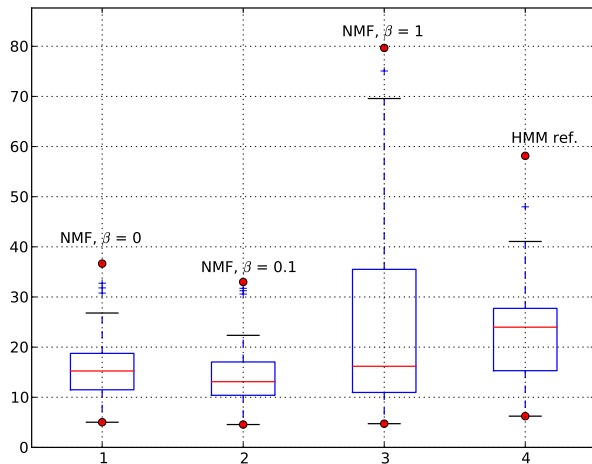 80
70
60
50
40
30
20
10
0
NMF, β = 0
NMF, β = 0.1
NMF, β = 1
HMM ref.
1 2 3 4